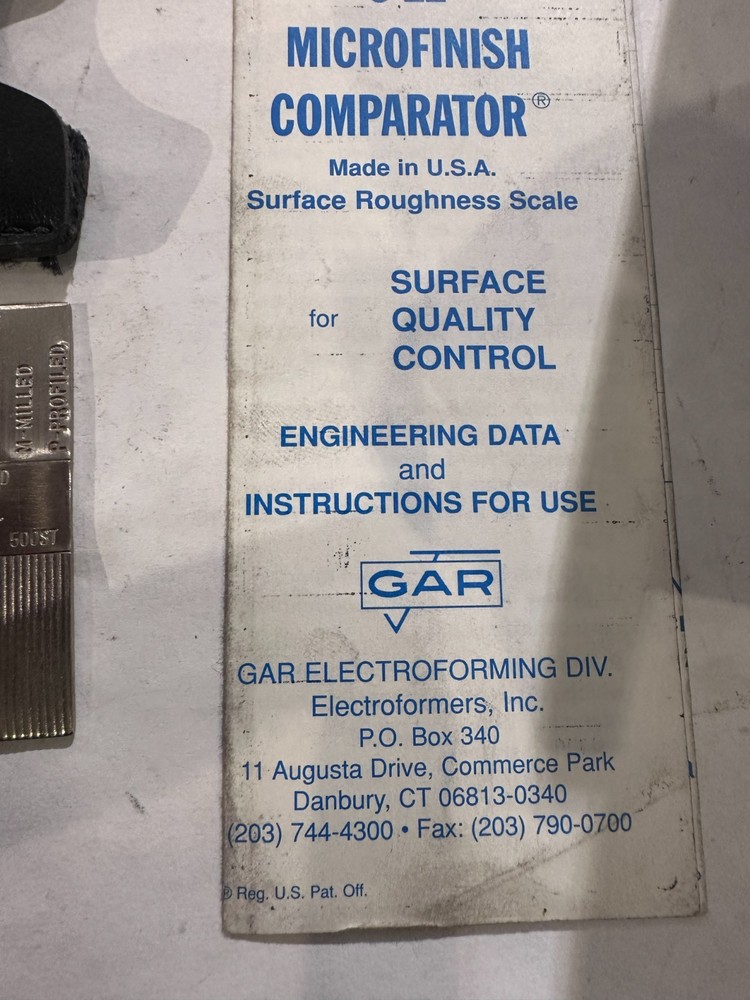 MICROFINISH
COMPARATOR®
Made in U.S.A.
Surface Roughness Scale
for
SURFACE
QUALITY
CONTROL
ENGINEERING DATA
and
INSTRUCTIONS FOR USE
GAR
GAR ELECTROFORMING DIV.
Electroformers, Inc.
P.O. Box 340
11 Augusta Drive, Commerce Park
Danbury, CT 06813-0340
(203) 744-4300 • Fax: (203) 790-0700
® Reg. U.S. Pat. Off.
M-MILLED
P-PROFILED
500ST